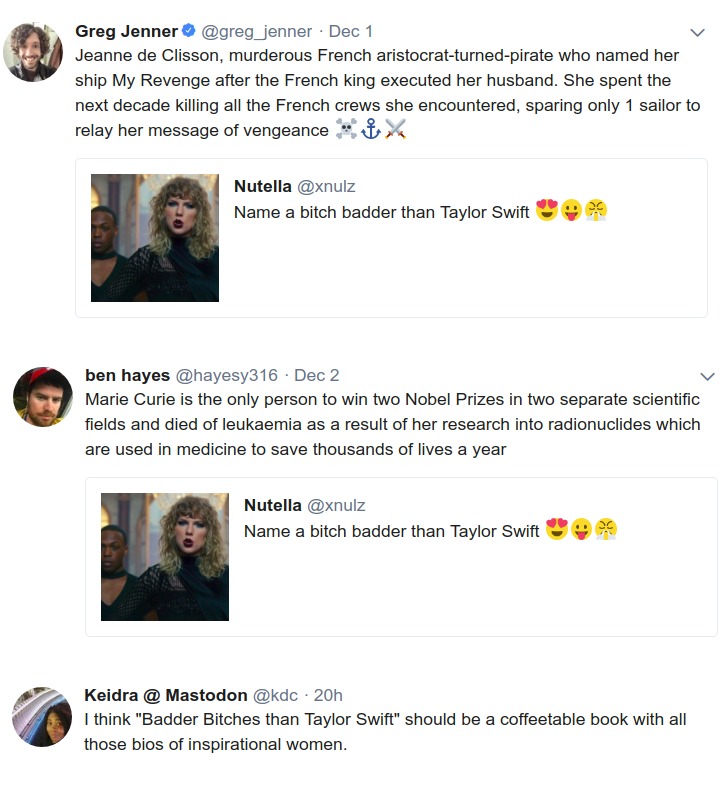 Greg Jenner @greg_jenner · Dec 1
Jeanne de Clisson, murderous French aristocrat-turned-pirate who named her
ship My Revenge after the French king executed her husband. She spent the
next decade killing all the French crews she encountered, sparing only 1 sailor to
relay her message of vengeance ☠️⚓⚔️
Nutella @xnulz
Name a bitch badder than Taylor Swift 😍😛😤
ben hayes @hayesy316 · Dec 2
Marie Curie is the only person to win two Nobel Prizes in two separate scientific
fields and died of leukaemia as a result of her research into radionuclides which
are used in medicine to save thousands of lives a year
Nutella @xnulz
Name a bitch badder than Taylor Swift 😍😛😤
Keidra @ Mastodon @kdc · 20h
I think "Badder Bitches than Taylor Swift" should be a coffeetable book with all
those bios of inspirational women.